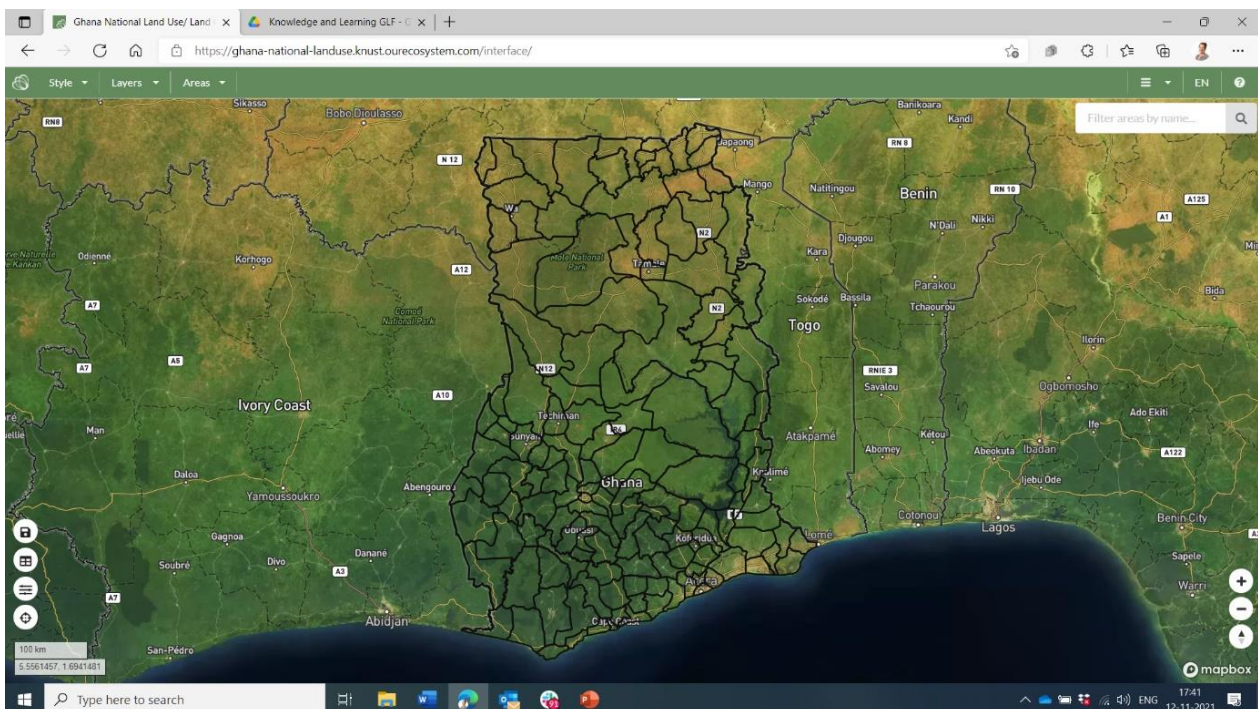 Ghana National Land Use/ Land
Knowledge and Learning GLF - G
https://ghana-national-landuse.knust.ourecosystem.com/interface/
Style
Layers
Areas
EN
Filter areas by name...
Sikasso
Bobo Dioulasso
Banikoara
Kandi
RN8
N 12
Dapaong
RN 8
Mango
Natitingou
Benin
RN 10
A125
Wa
N2
N'Dali
Nikki
A1
Odienné
Korhogo
Mole National
Park
Tamale
Kara
Djougou
A12
Parakou
Bida
A7
Comoé
National Park
N2
Sokodé
Bassila
Tchaourou
Togo
Ilorin
A5
A7
N12
RNIE 3
Savalou
Ogbomosho
Ivory Coast
A10
Techiman
Ado Ekiti
Man
Sunyani
Atakpamé
Kétou
Ife
Abomey
Abeokuta
Ibadan
A122
Daloa
Abengourou
Kpalimé
Yamoussoukro
Ghana
Ijebu Ode
Cotonou
Lagos
Benin City
Gagnoa
Obuasi
Koforidua
Lomé
Soubré
Divo
Danané
A3
Sapele
Accra
Warri
A7
Abidjan
Cape Coast
100 km
San-Pédro
5.5561457, 1.6941481
mapbox
Type here to search
ENG
17:41
12-11-2021